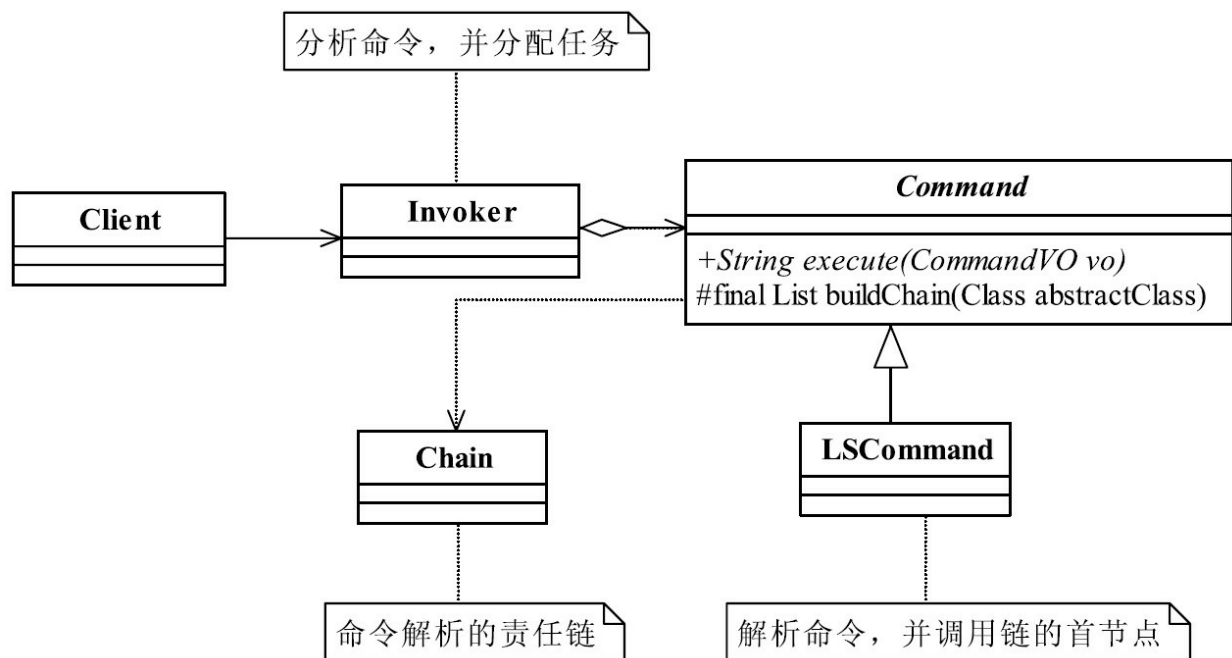 分析命令，并分配任务
Client
Invoker
Command
+String execute(CommandVO vo)
#final List buildChain(Class abstractClass)
Chain
LSCommand
命令解析的责任链
解析命令，并调用链的首节点